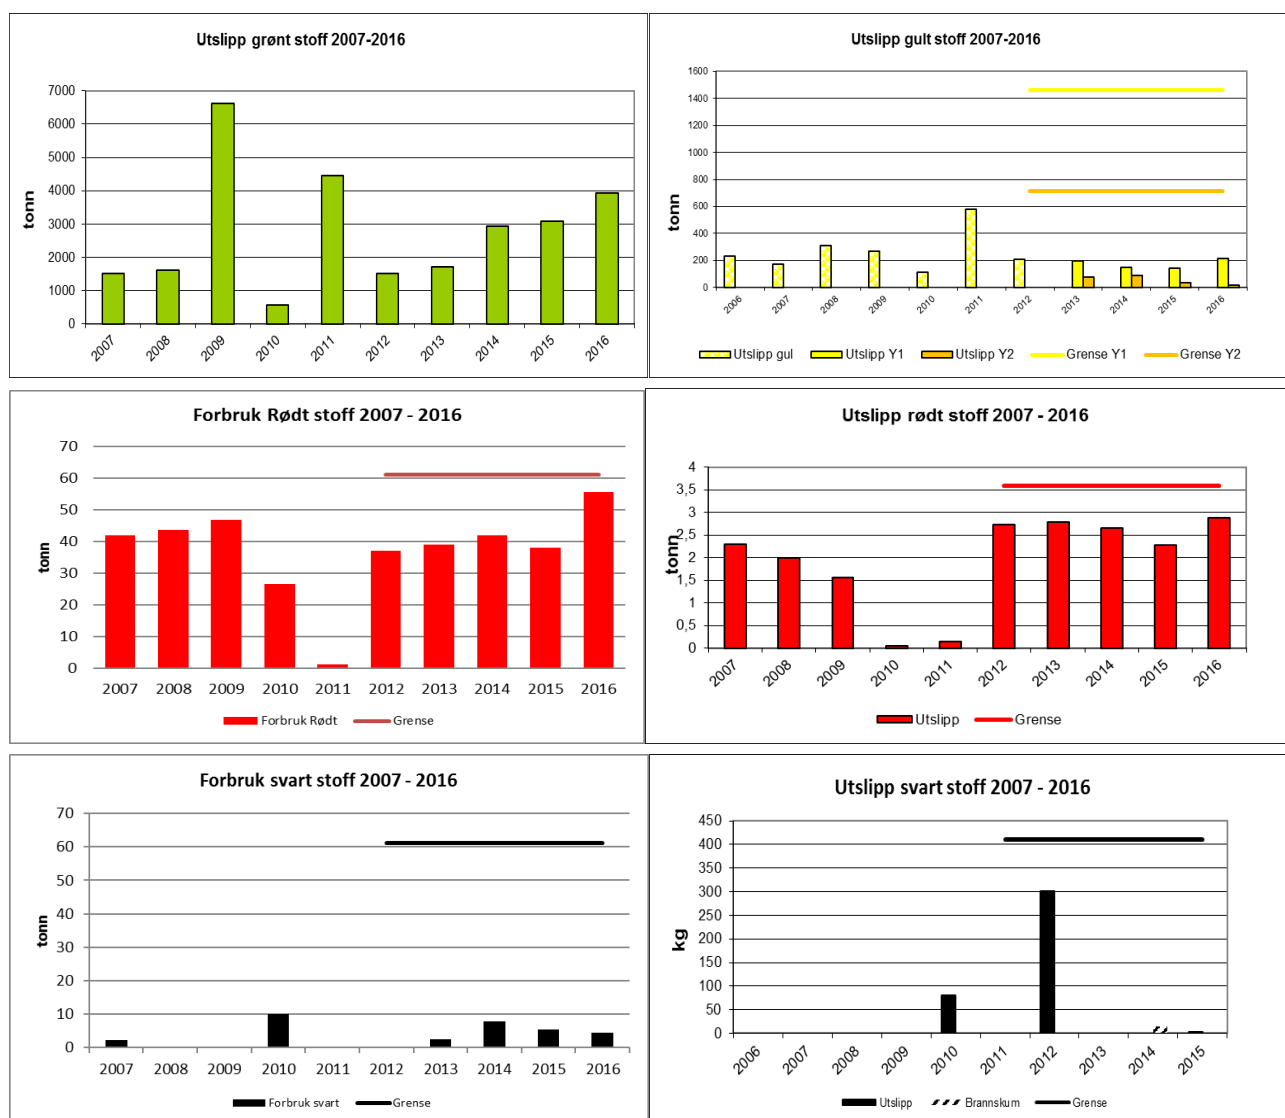 Utslipp grønt stoff 2007-2016
tonn
7000
6000
5000
4000
3000
2000
1000
0
2007 2008 2009 2010 2011 2012 2013 2014 2015 2016
Utslipp gult stoff 2007-2016
tonn
1600
1400
1200
1000
800
600
400
200
0
2006 2007 2008 2009 2010 2011 2012 2013 2014 2015 2016
Utslipp gul Utslipp Y1 Utslipp Y2 Grense Y1 Grense Y2
Forbruk Rødt stoff 2007 - 2016
tonn
70
60
50
40
30
20
10
0
2007 2008 2009 2010 2011 2012 2013 2014 2015 2016
Forbruk Rødt Grense
Utslipp rødt stoff 2007 - 2016
tonn
4
3,5
3
2,5
2
1,5
1
0,5
0
2007 2008 2009 2010 2011 2012 2013 2014 2015 2016
Utslipp Grense
Forbruk svart stoff 2007 - 2016
tonn
70
60
50
40
30
20
10
0
2007 2008 2009 2010 2011 2012 2013 2014 2015 2016
Forbruk svart Grense
Utslipp svart stoff 2007 - 2016
kg
450
400
350
300
250
200
150
100
50
0
2006 2007 2008 2009 2010 2011 2012 2013 2014 2015
Utslipp Brannskum Grense